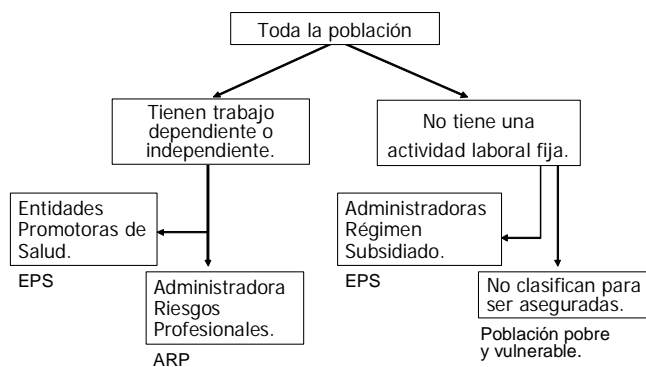 Toda la población
Tienen trabajo
dependiente o
independiente.
No tiene una
actividad laboral fija.
Entidades
Promotoras de
Salud.
EPS
Administradora
Riesgos
Profesionales.
ARP
Administradoras
Régimen
Subsidiado.
EPS
No clasifican para
ser aseguradas.
Población pobre
y vulnerable.